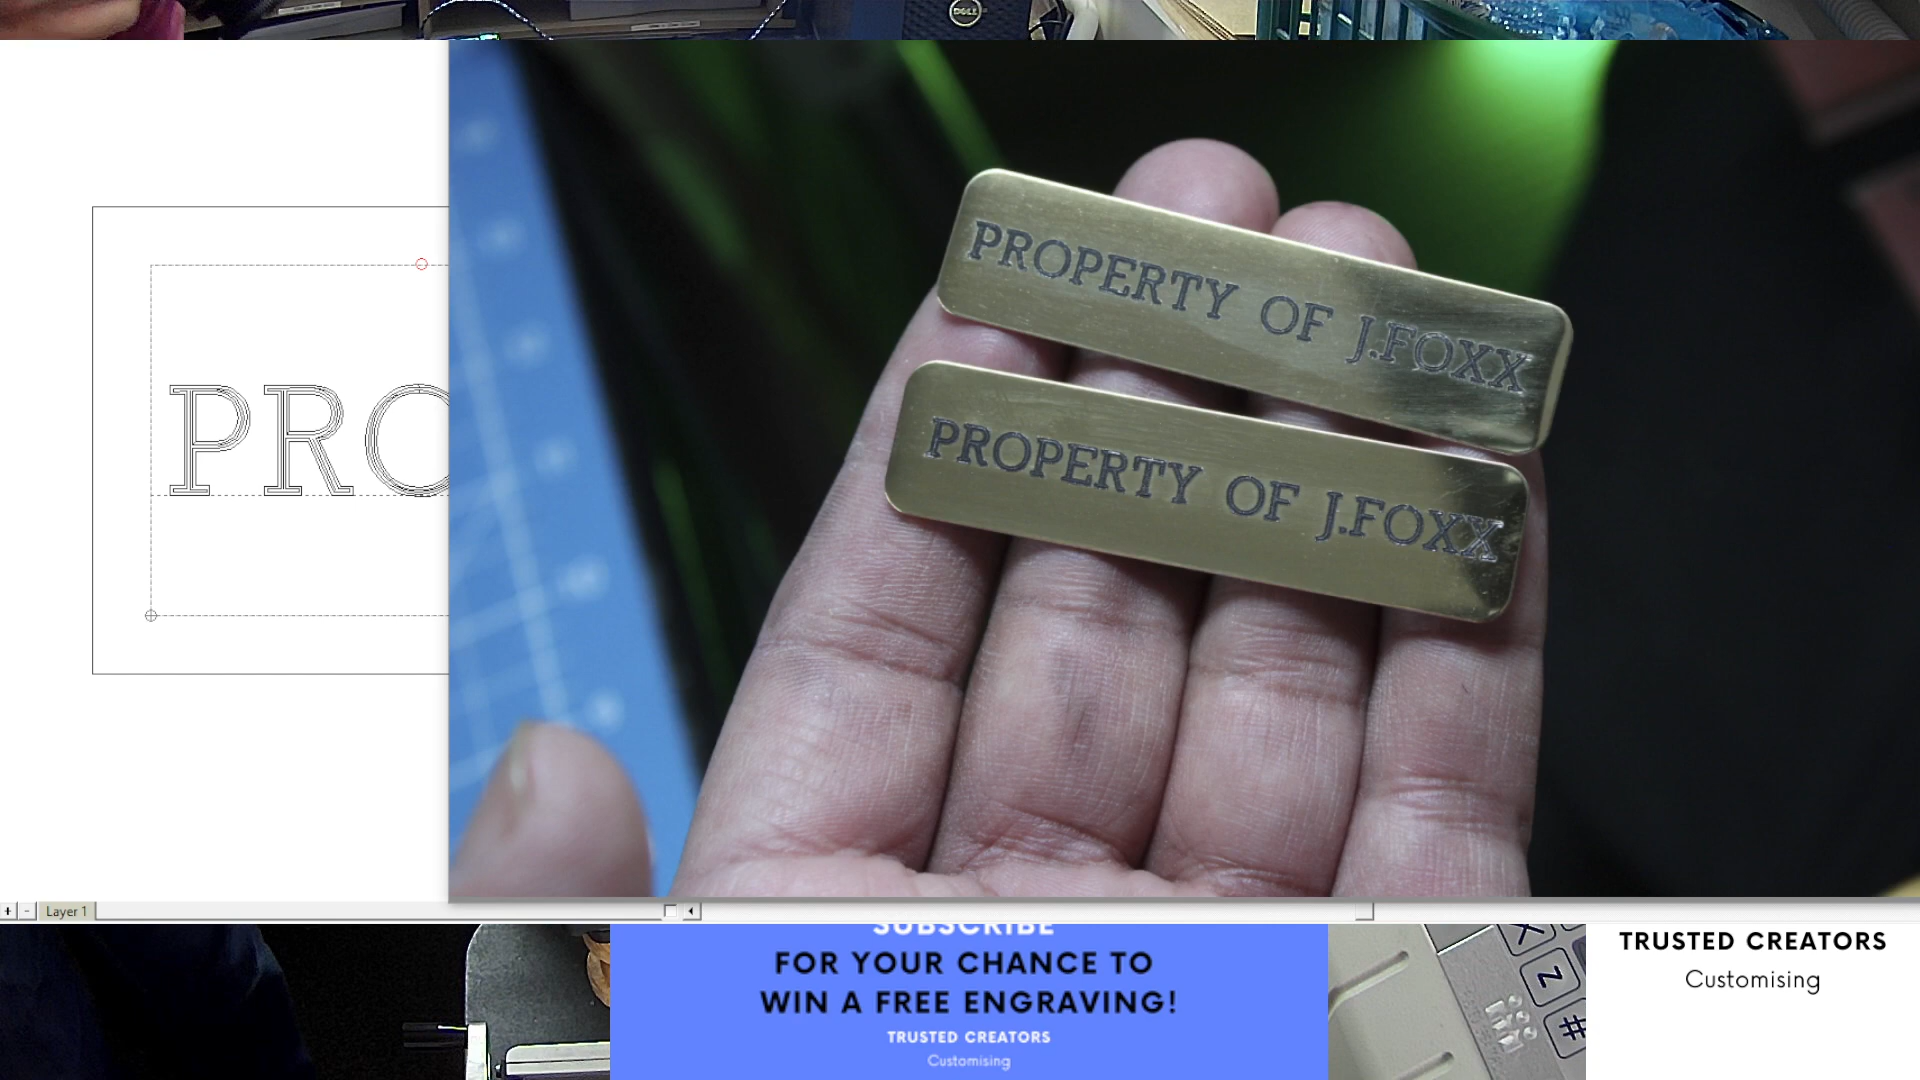 DELL
PRO
PROPERTY OF J.FOXX
PROPERTY OF J.FOXX
+ - Layer 1
SUBSCRIBE
FOR YOUR CHANCE TO
WIN A FREE ENGRAVING!
TRUSTED CREATORS
Customising
X
Z
#
TRUSTED CREATORS
Customising